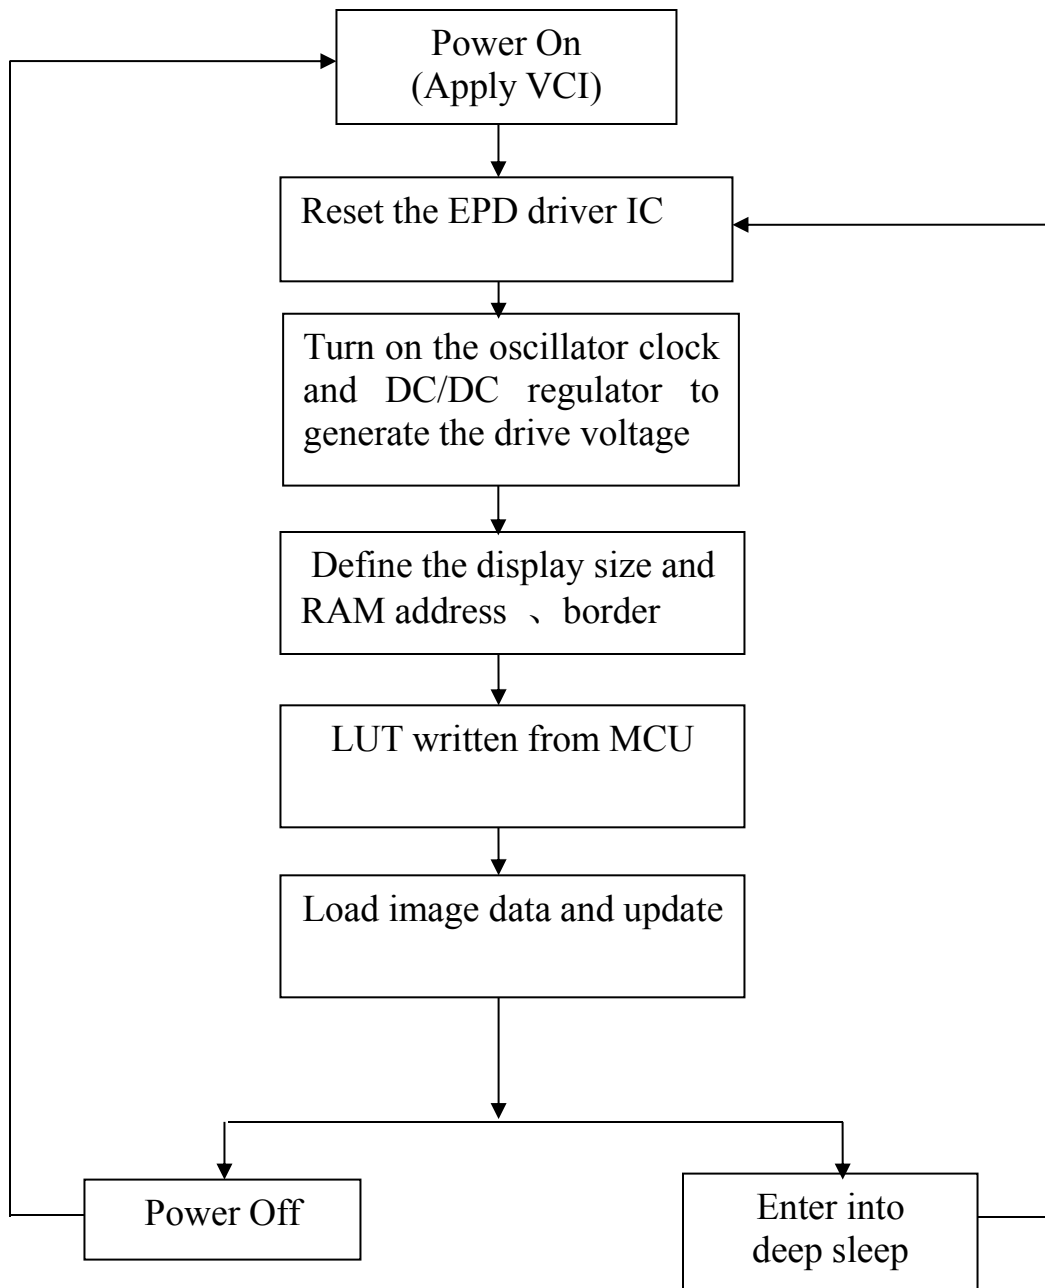 Power On
(Apply VCI)
Reset the EPD driver IC
Turn on the oscillator clock
and DC/DC regulator to
generate the drive voltage
Define the display size and
RAM address 、border
LUT written from MCU
Load image data and update
Power Off
Enter into
deep sleep